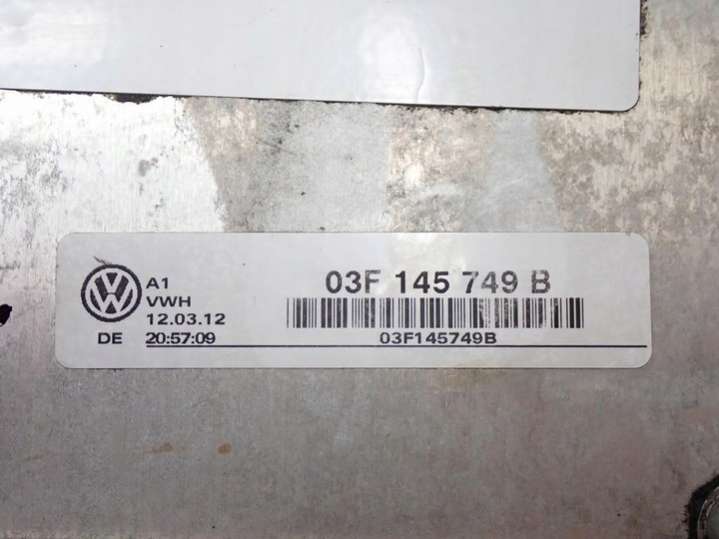 A1
VWH
12.03.12
DE 20:57:09
03F 145 749 B
03F145749B